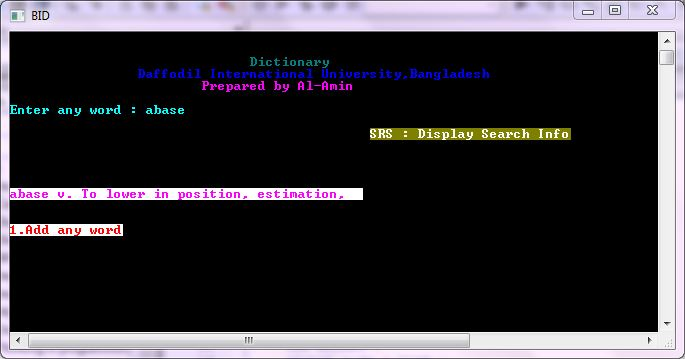 BID
Dictionary
Daffodil International University,Bangladesh
Prepared by Al-Amin
Enter any word : abase
SRS : Display Search Info
abase v. To lower in position, estimation,
1.Add any word